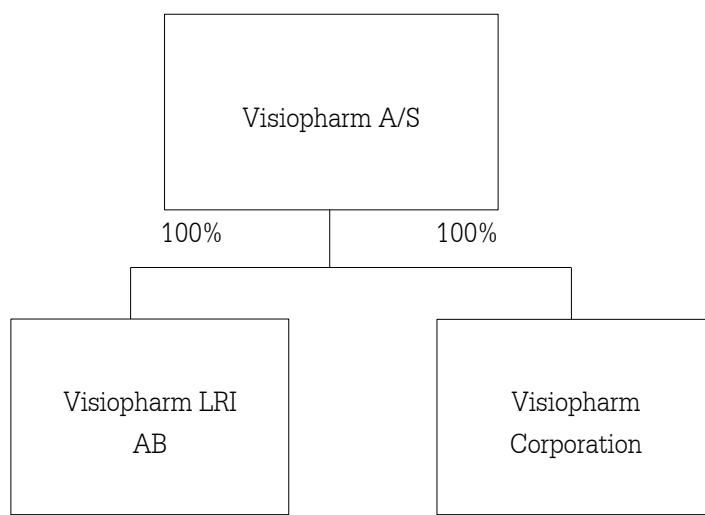 Visiopharm A/S
100%
100%
Visiopharm LRI
AB
Visiopharm
Corporation